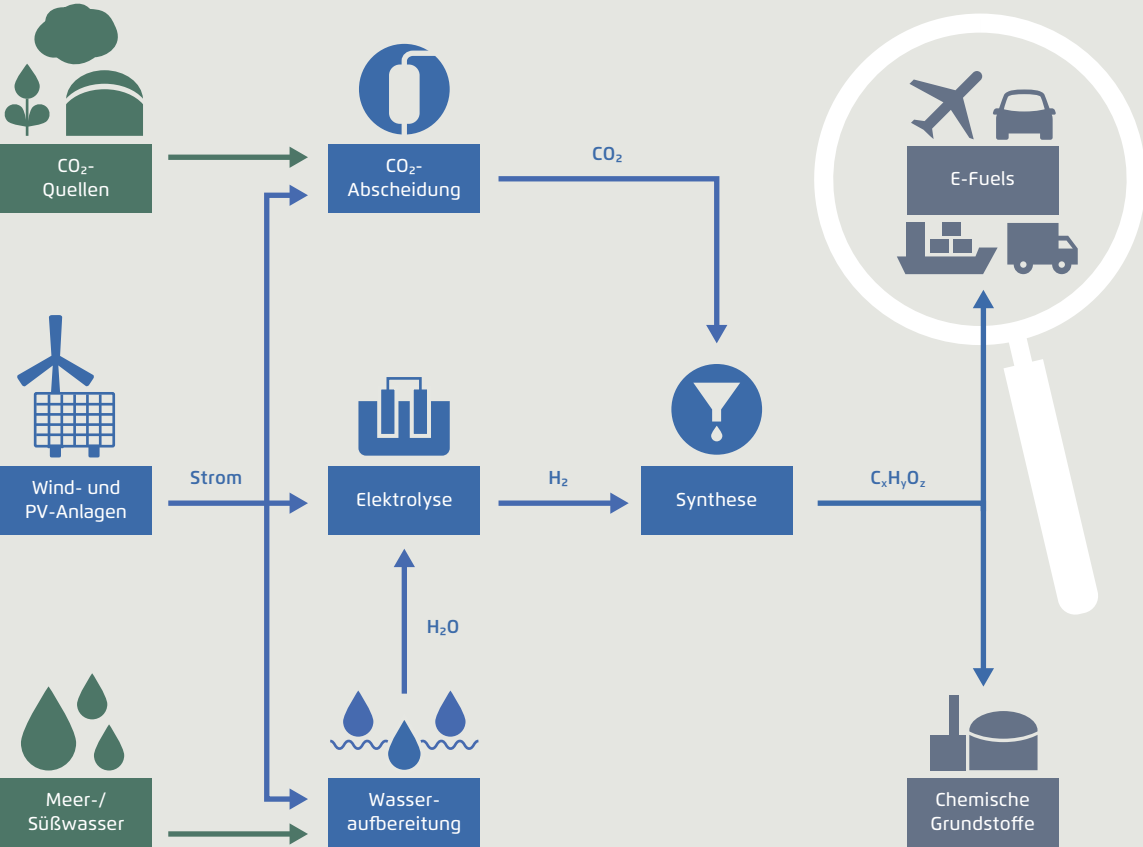 CO₂-
Quellen
CO₂-
Abscheidung
CO₂
E-Fuels
Wind- und
PV-Anlagen
Strom
Elektrolyse
H₂
Synthese
CₓHᵧO₂
H₂O
Meer-/
Süßwasser
Wasser-
aufbereitung
Chemische
Grundstoffe